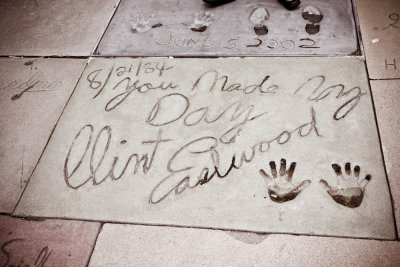 JUNE 5 2002
8/21/84
You Made My
Day
Clint Eastwood